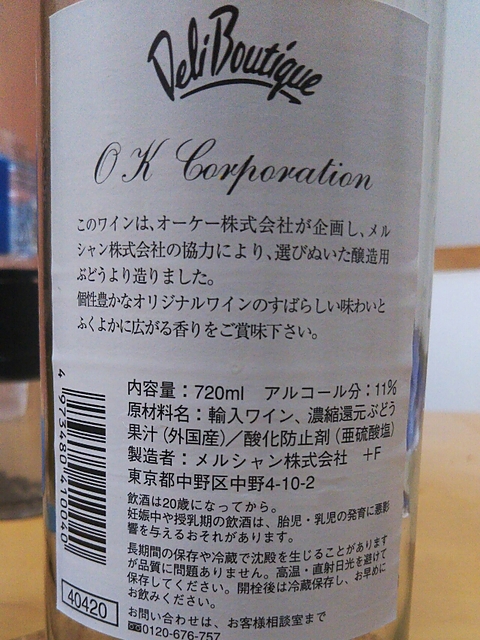 Deli Boutique
O K Corporation
このワインは、オーケー株式会社が企画し、メル
シャン株式会社の協力により、選びぬいた醸造用
ぶどうより造りました。
個性豊かなオリジナルワインのすばらしい味わいと
ふくよかに広がる香りをご賞味下さい。
内容量：720ml アルコール分：11%
原材料名：輸入ワイン、濃縮還元ぶどう
果汁（外国産）／酸化防止剤（亜硫酸塩）
製造者：メルシャン株式会社 +F
東京都中野区中野4-10-2
飲酒は20歳になってから。
妊娠中や授乳期の飲酒は、胎児・乳児の発育に悪影
響を与えるおそれがあります。
長期間の保存や冷蔵で沈殿を生じることがあります
が品質に問題ありません。高温・直射日光を避けて
保存してください。開栓後は冷蔵保存し、お早めに
お飲みください。
お問い合わせは、お客様相談室まで
0120-676-757
4 973480 410040
40420